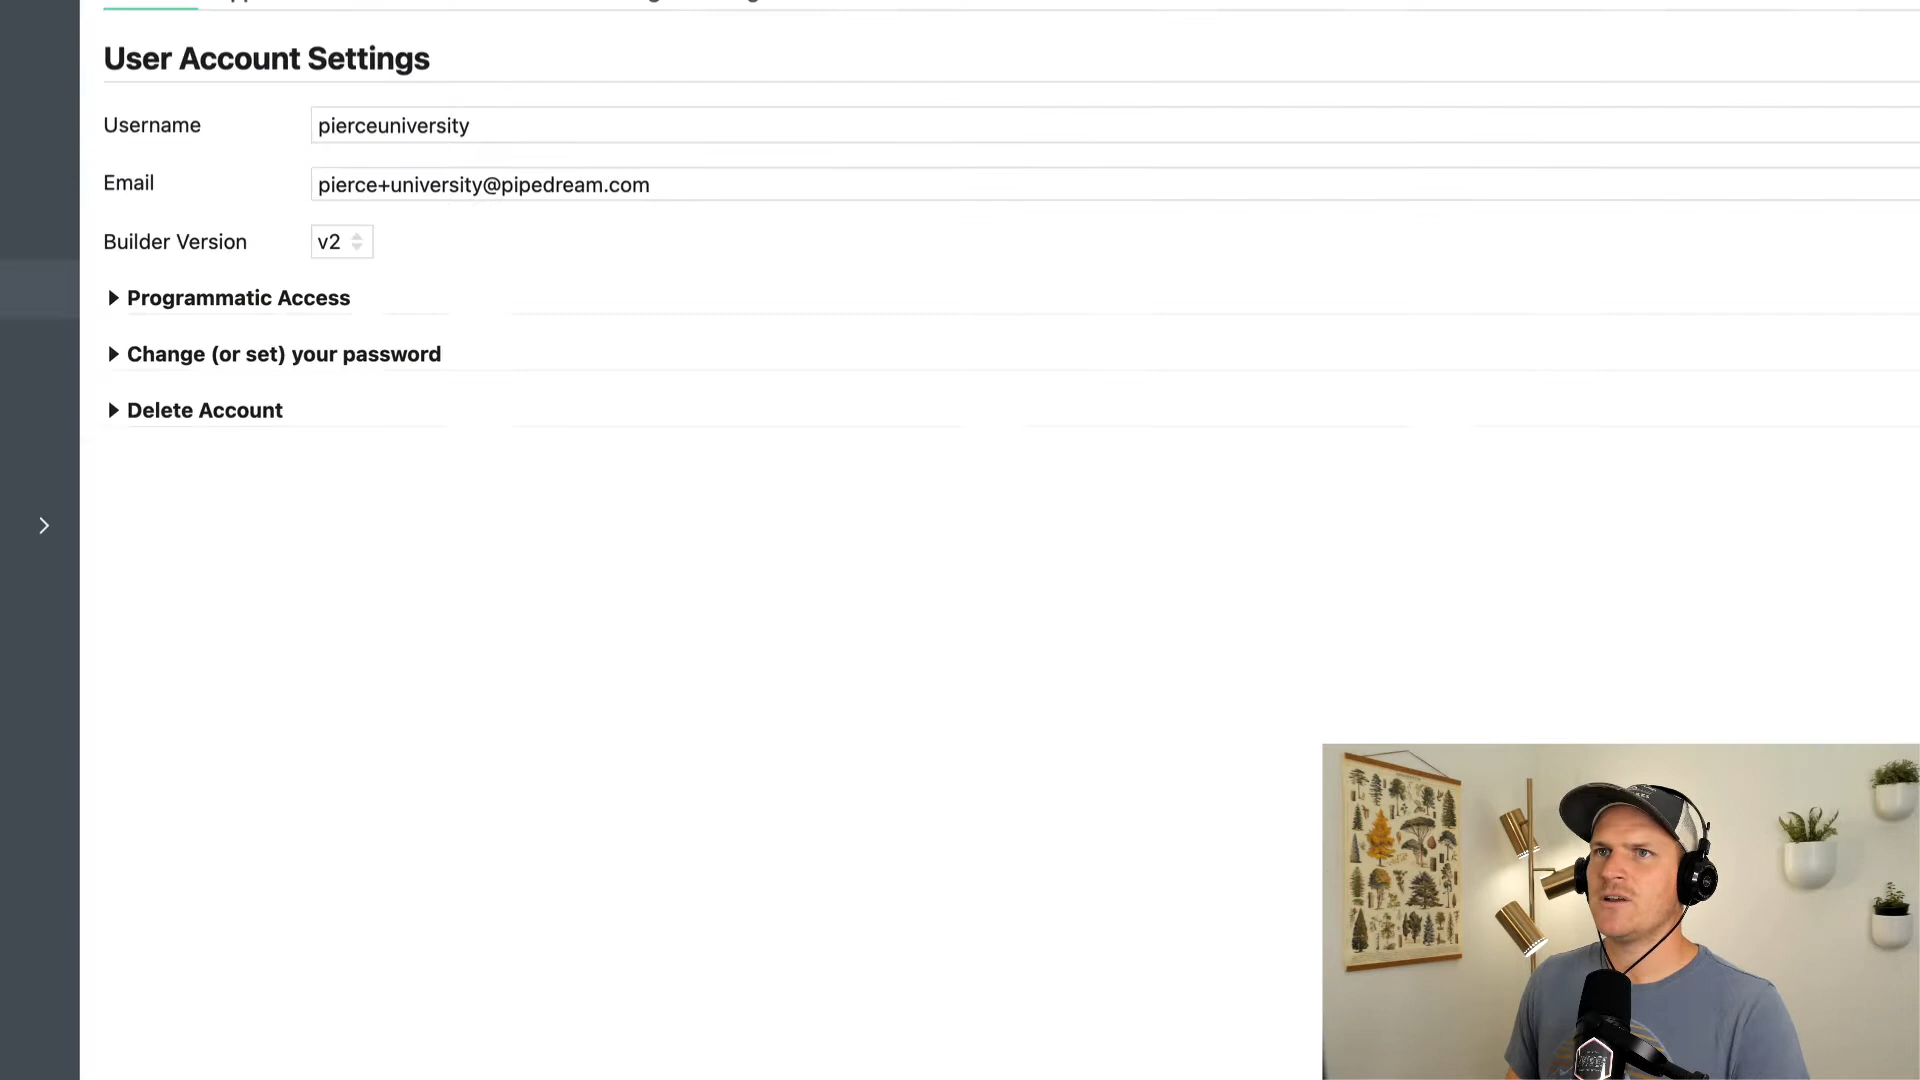 User Account Settings
Username
pierceuniversity
Email
pierce+university@pipedream.com
Builder Version
v2
Programmatic Access
Change (or set) your password
Delete Account